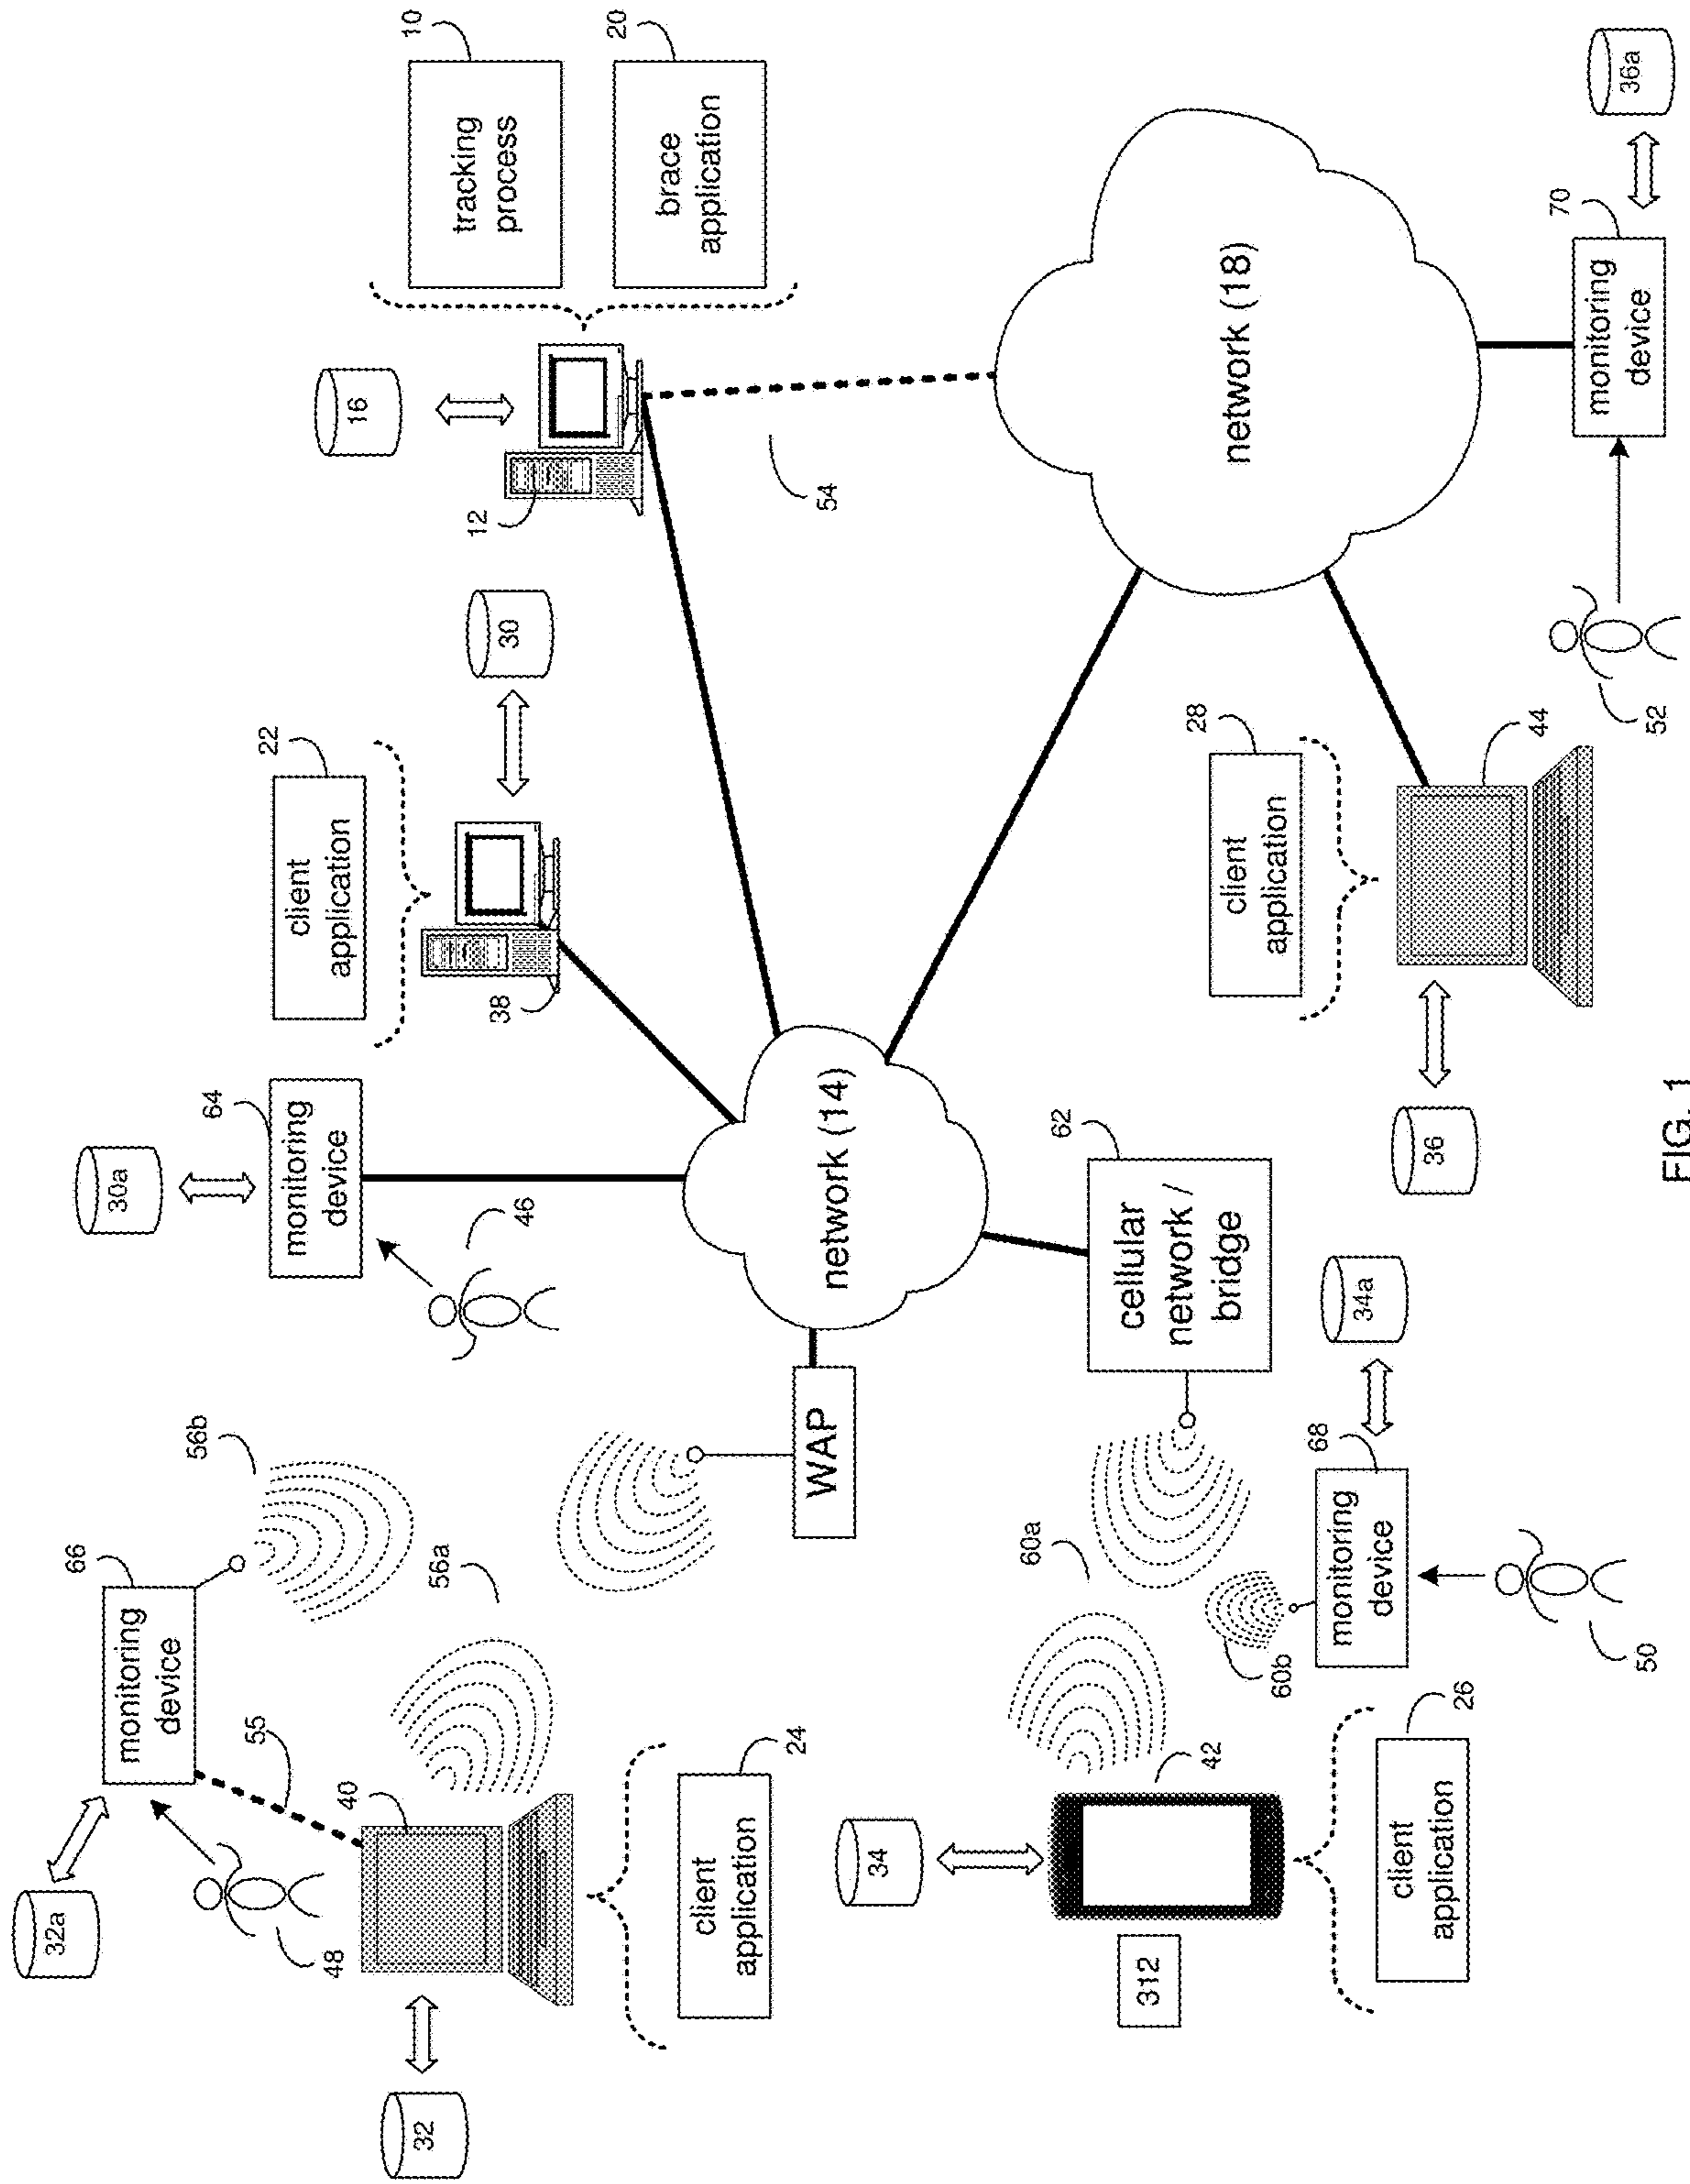 32a
66
monitoring
device
56b
30a
64
monitoring
device
22
client
application
16
10
tracking
process
20
brace
application
48
55
40
32
56a
46
38
30
12
54
24
client
application
WAP
network (14)
network (18)
34
312
42
60a
60b
62
cellular
network /
bridge
26
client
application
68
monitoring
device
34a
50
28
client
application
44
36
52
70
monitoring
device
36a
FIG. 1